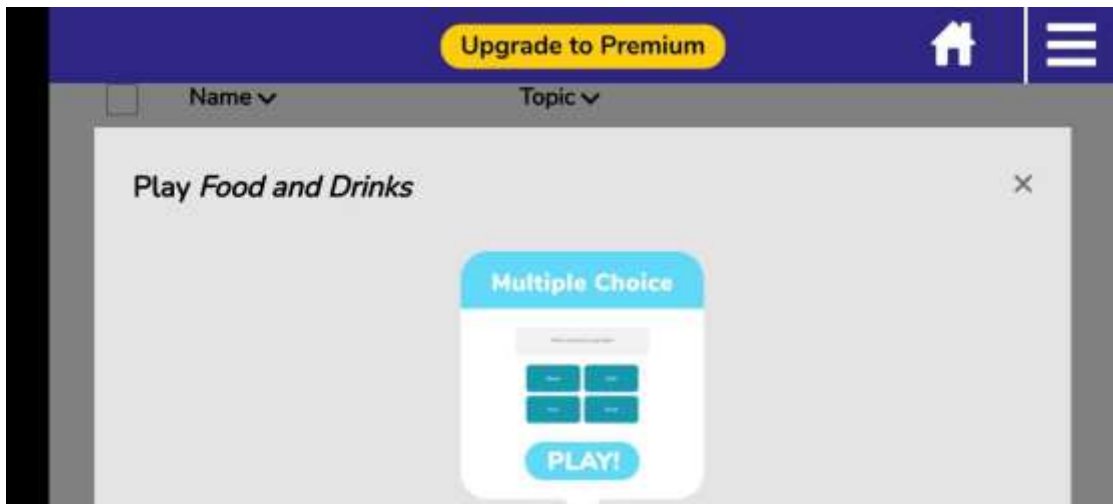 Upgrade to Premium
Name
Topic
Play Food and Drinks
×
Multiple Choice
PLAY!